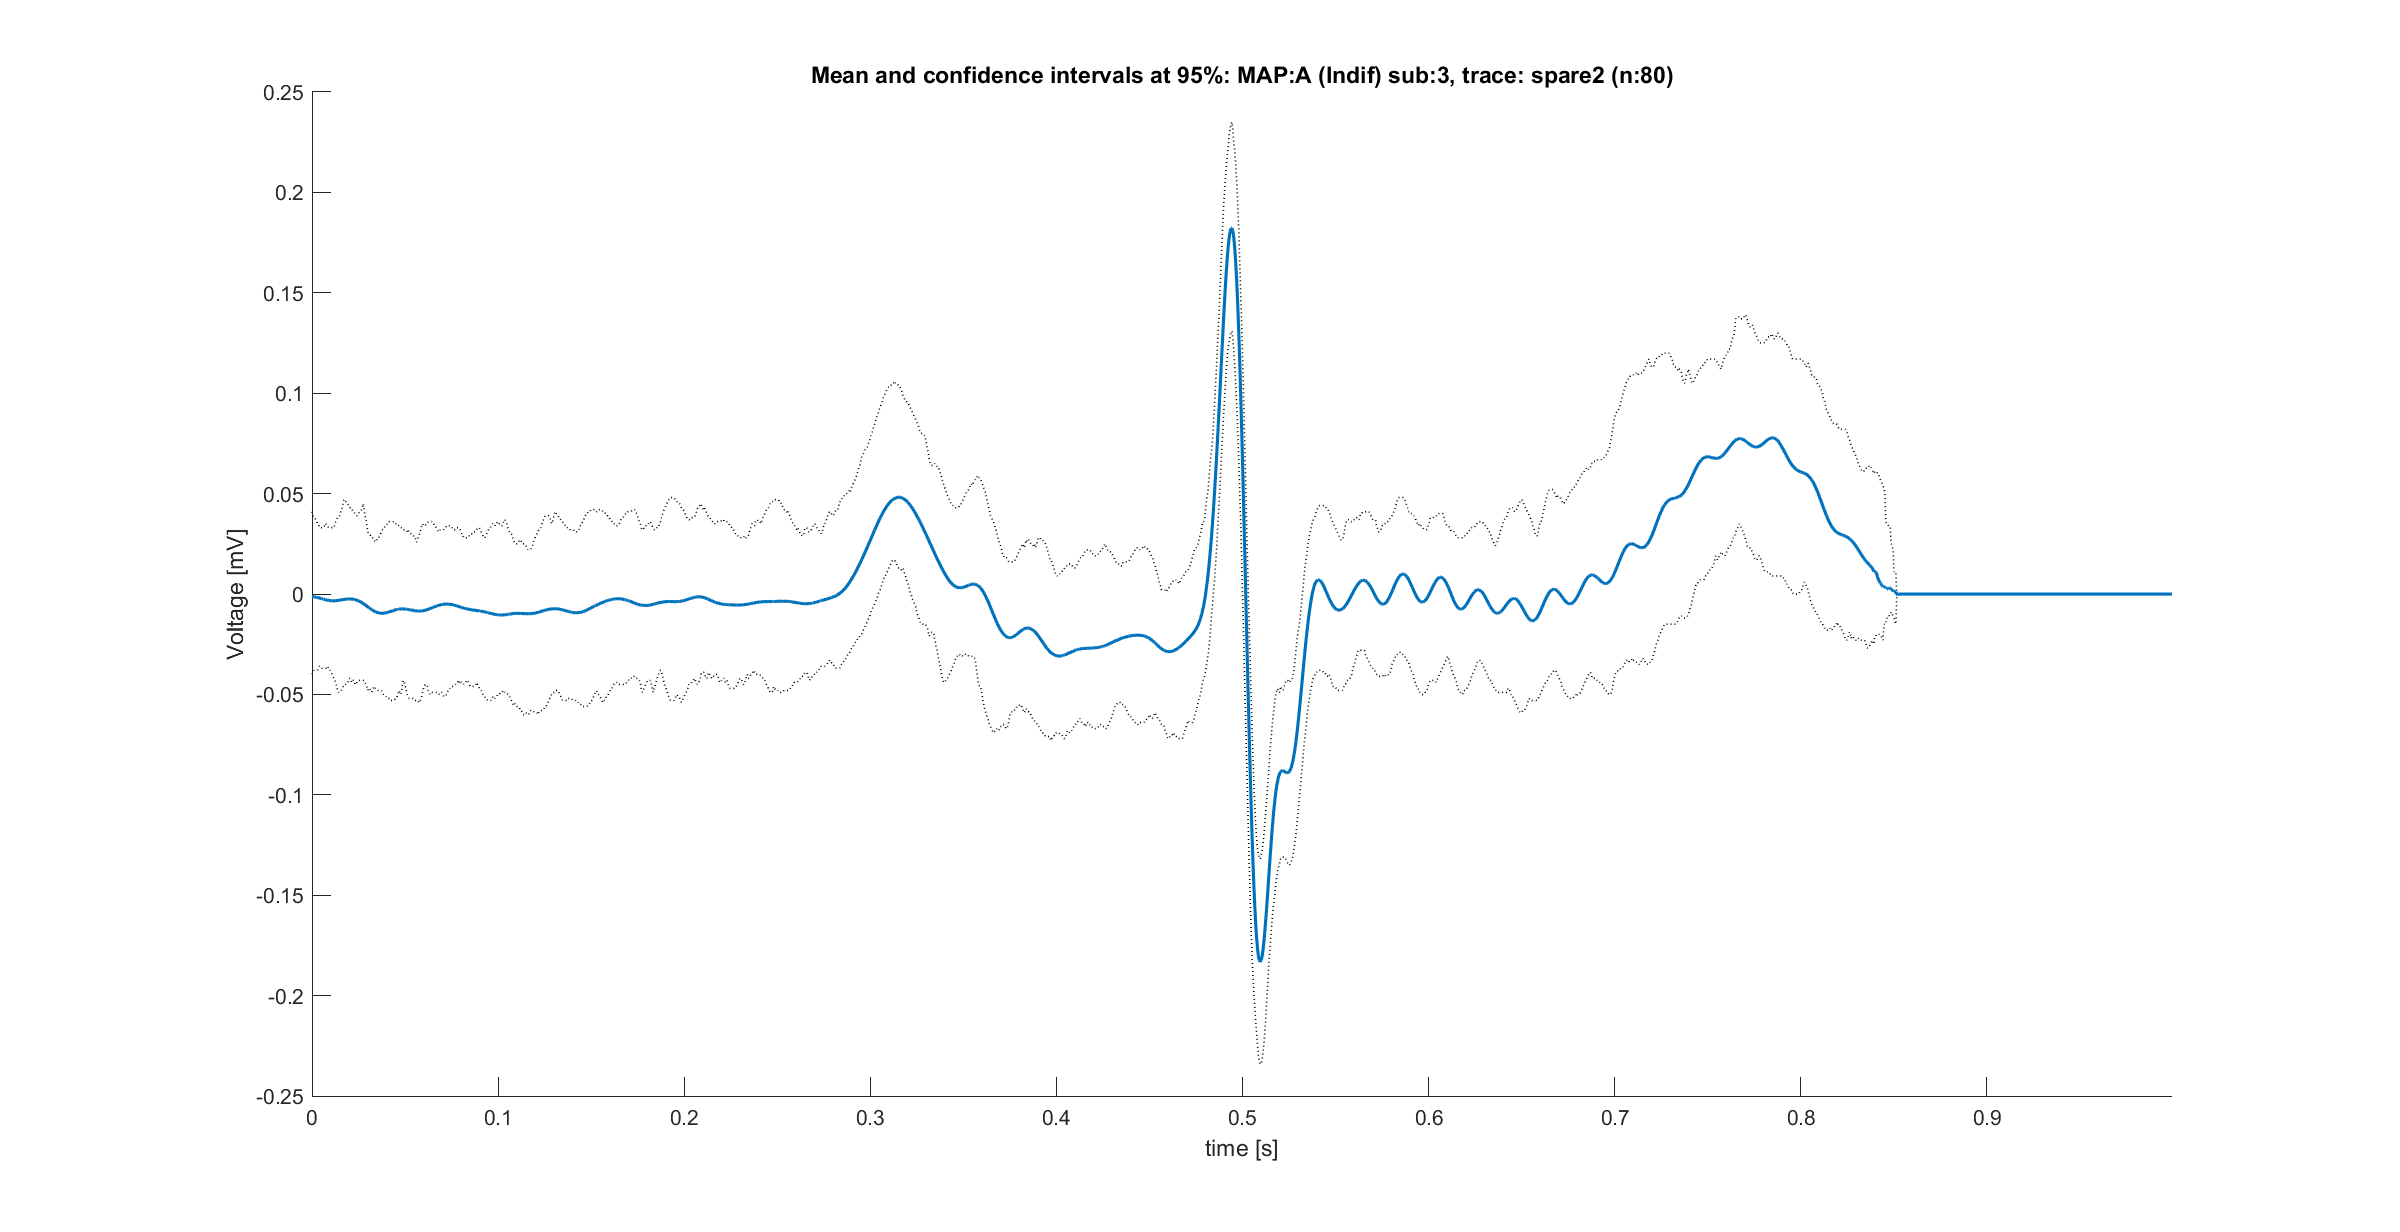 Mean and confidence intervals at 95%: MAP:A (Indif) sub:3, trace: spare2 (n:80)
0.25
0.2
0.15
0.1
0.05
0
-0.05
-0.1
-0.15
-0.2
-0.25
Voltage [mV]
0 0.1 0.2 0.3 0.4 0.5 0.6 0.7 0.8 0.9
time [s]